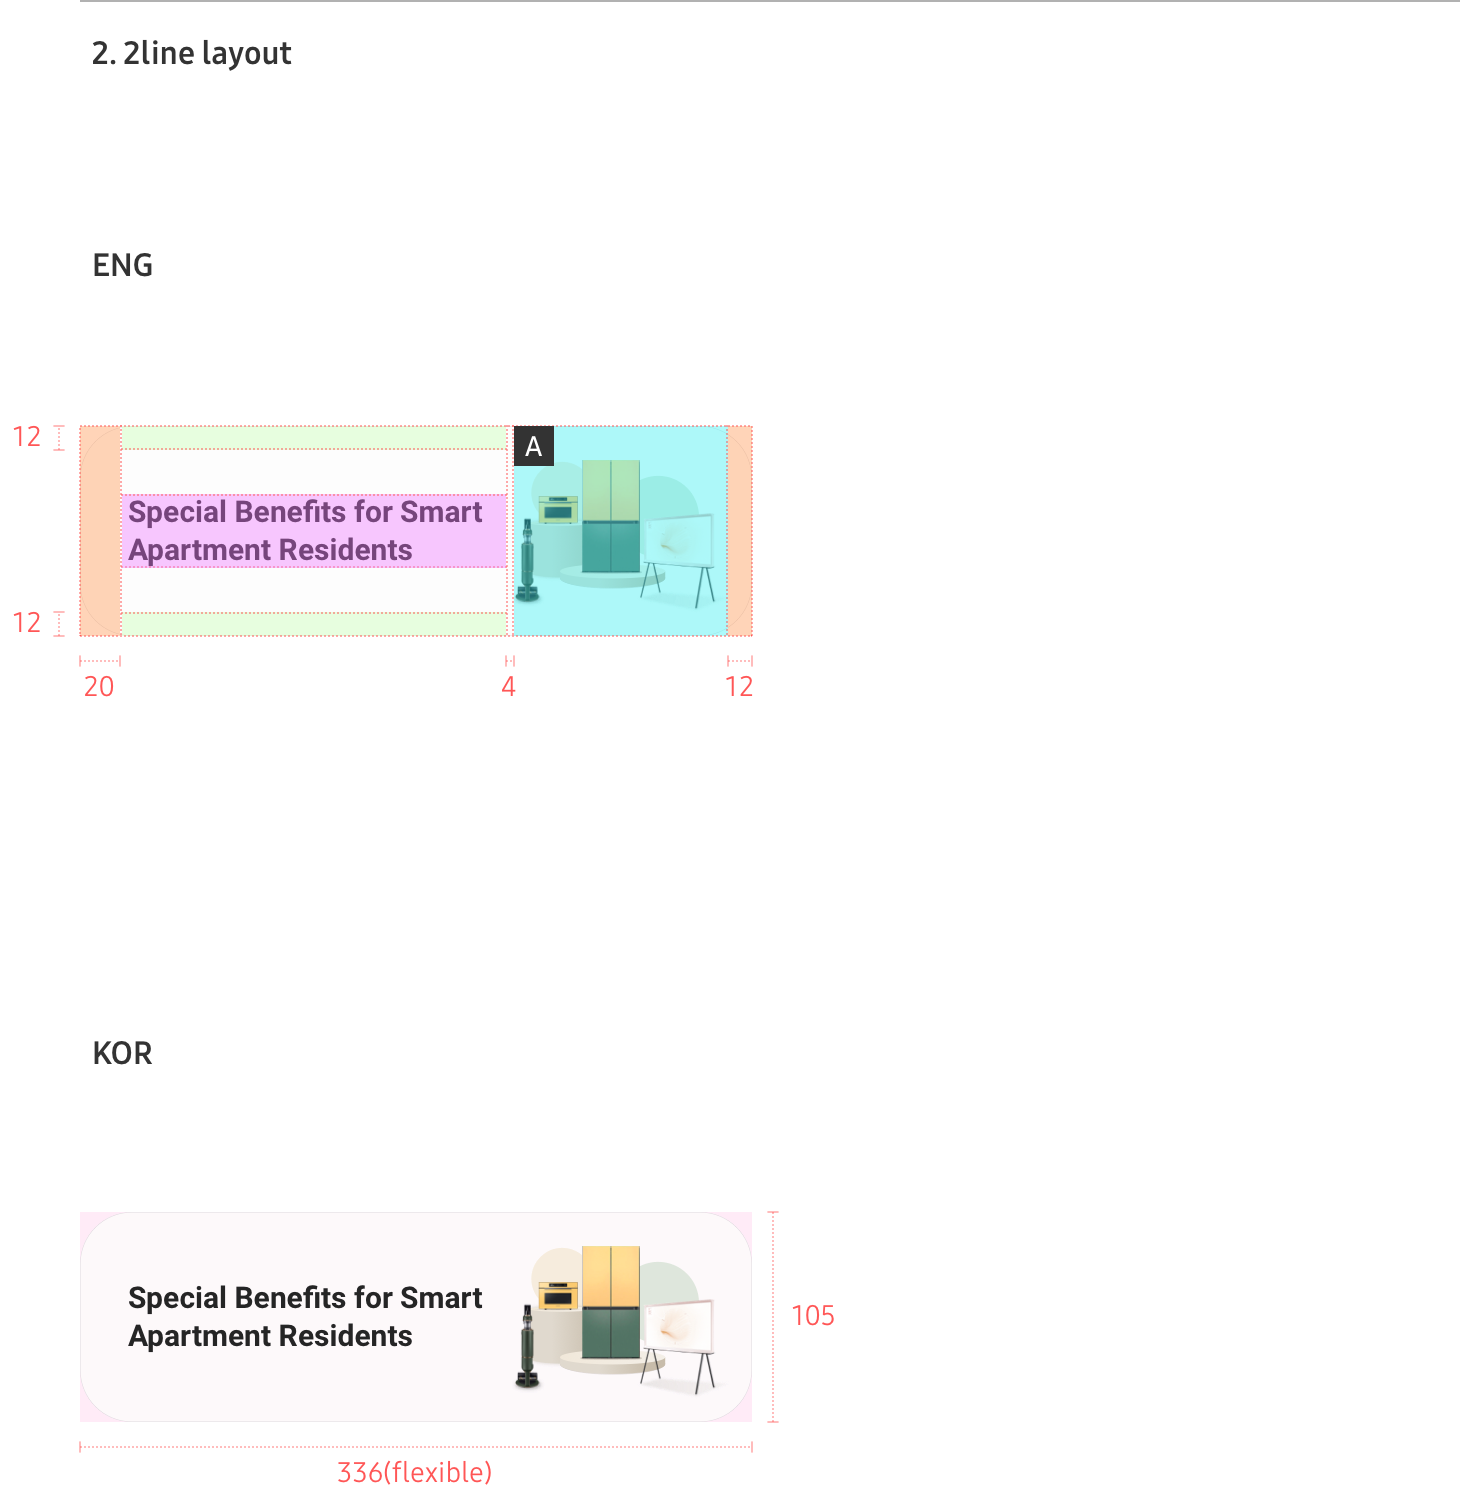 2. 2line layout
ENG
12
A
Special Benefits for Smart
Apartment Residents
12
20
4
12
KOR
Special Benefits for Smart
Apartment Residents
105
336(flexible)